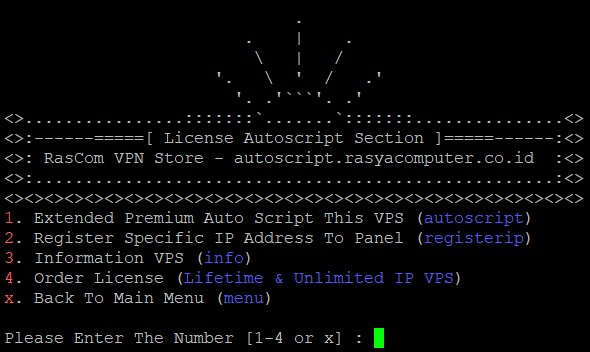 <>:------=====[ License Autoscript Section ]=====------:<>
<>: RasCom VPN Store - autoscript.rasyacomputer.co.id  :<>
1. Extended Premium Auto Script This VPS (autoscript)
2. Register Specific IP Address To Panel (registerip)
3. Information VPS (info)
4. Order License (Lifetime & Unlimited IP VPS)
x. Back To Main Menu (menu)
Please Enter The Number [1-4 or x] :